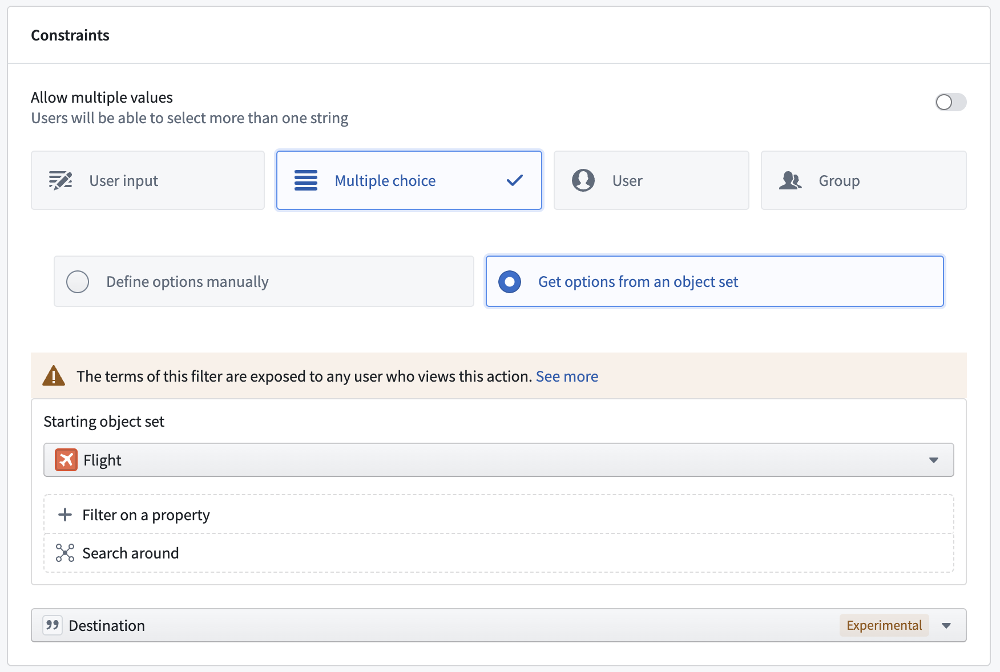 Constraints
Allow multiple values
Users will be able to select more than one string
User input
Multiple choice
User
Group
Define options manually
Get options from an object set
The terms of this filter are exposed to any user who views this action. See more
Starting object set
Flight
Filter on a property
Search around
Destination
Experimental